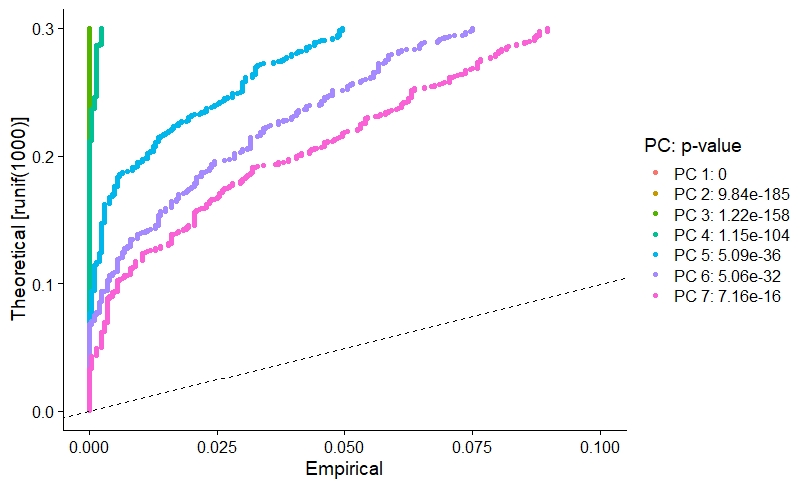 0.3
0.2
0.1
0.0
Theoretical [runif(1000)]
0.000
0.025
0.050
0.075
0.100
Empirical
PC: p-value
PC 1: 0
PC 2: 9.84e-185
PC 3: 1.22e-158
PC 4: 1.15e-104
PC 5: 5.09e-36
PC 6: 5.06e-32
PC 7: 7.16e-16